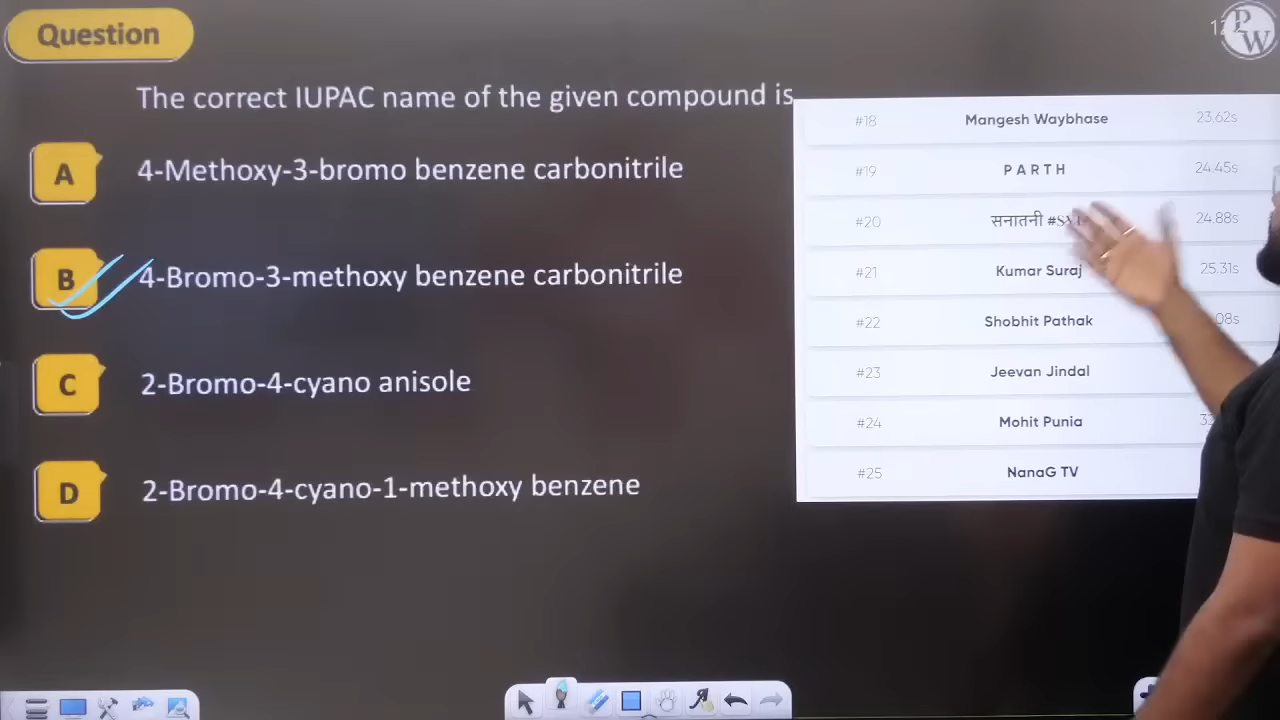 Question
The correct IUPAC name of the given compound is
A
4-Methoxy-3-bromo benzene carbonitrile
B
4-Bromo-3-methoxy benzene carbonitrile
C
2-Bromo-4-cyano anisole
D
2-Bromo-4-cyano-1-methoxy benzene
PW
#18 Mangesh Waybhase 23.62s
#19 P A R T H 24.45s
#20 सनातनी 24.88s
#21 Kumar Suraj 25.31s
#22 Shobhit Pathak
#23 Jeevan Jindal
#24 Mohit Punia
#25 NanaG TV